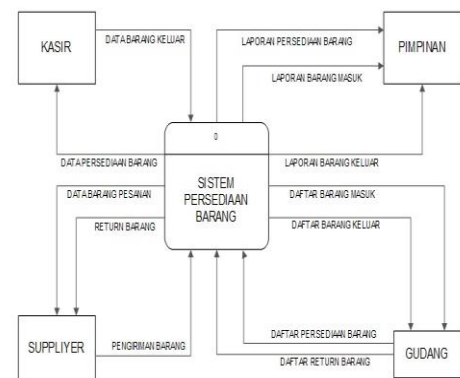 KASIR
DATA BARANG KELUAR
LAPORAN PERSEDIAAN BARANG
PIMPINAN
LAPORAN BARANG MASUK
0
DATA PERSEDIAAN BARANG
LAPORAN BARANG KELUAR
SISTEM
PERSEDIAAN
BARANG
DATA BARANG PESANAN
DAFTAR BARANG MASUK
RETURN BARANG
DAFTAR BARANG KELUAR
SUPPLIYER
PENGIRIMAN BARANG
DAFTAR PERSEDIAAN BARANG
DAFTAR RETURN BARANG
GUDANG